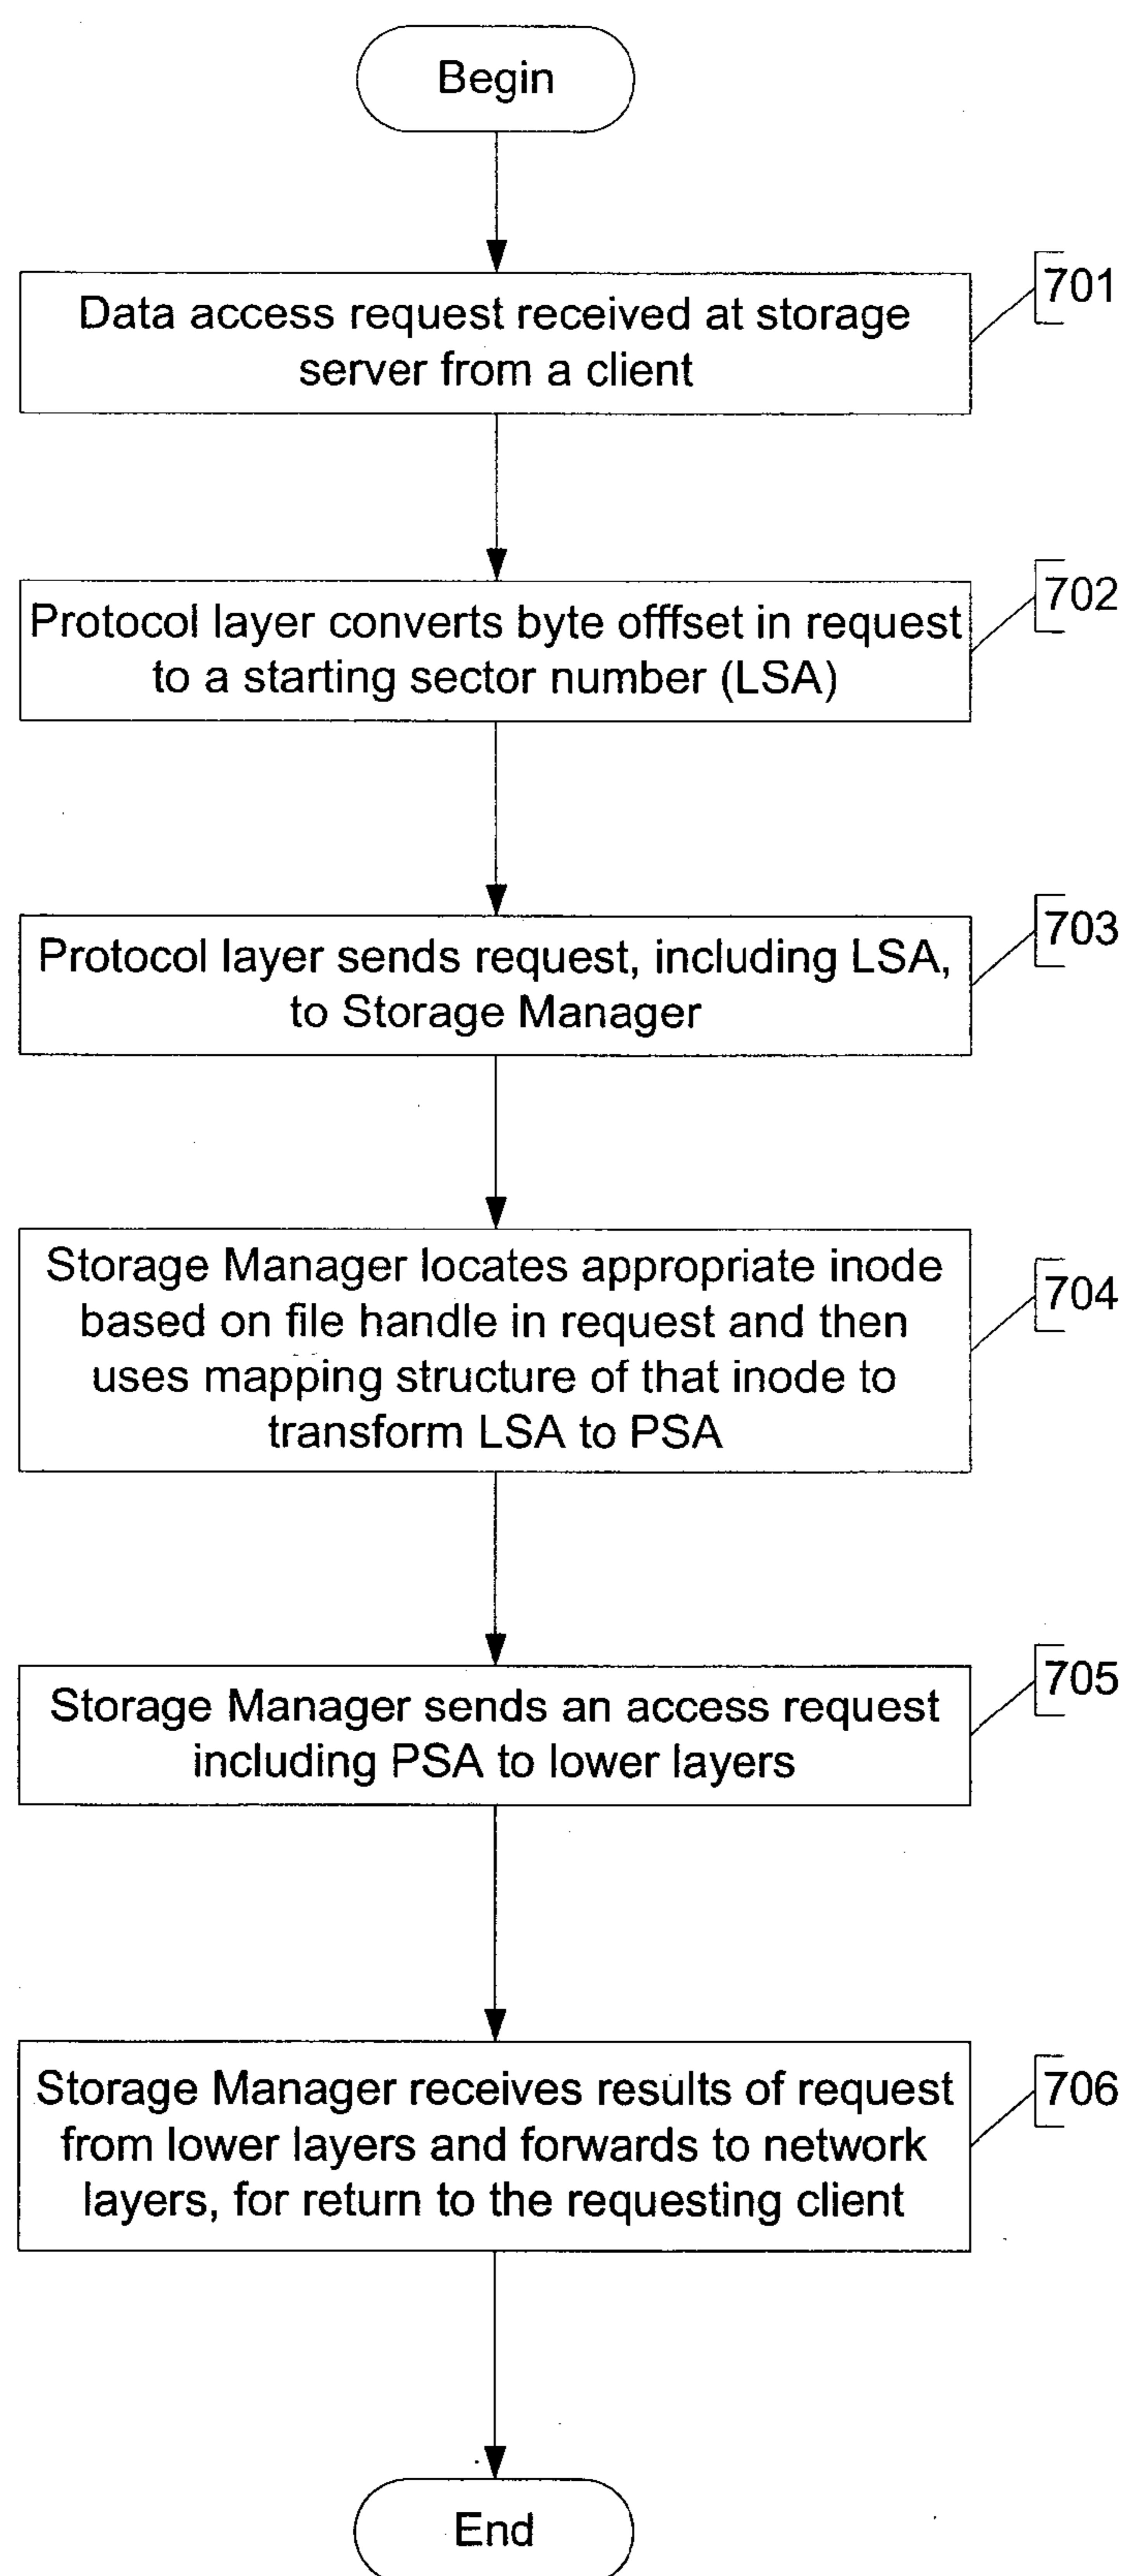 Begin
Data access request received at storage
server from a client
701
Protocol layer converts byte offfset in request
to a starting sector number (LSA)
702
Protocol layer sends request, including LSA,
to Storage Manager
703
Storage Manager locates appropriate inode
based on file handle in request and then
uses mapping structure of that inode to
transform LSA to PSA
704
Storage Manager sends an access request
including PSA to lower layers
705
Storage Manager receives results of request
from lower layers and forwards to network
layers, for return to the requesting client
706
End